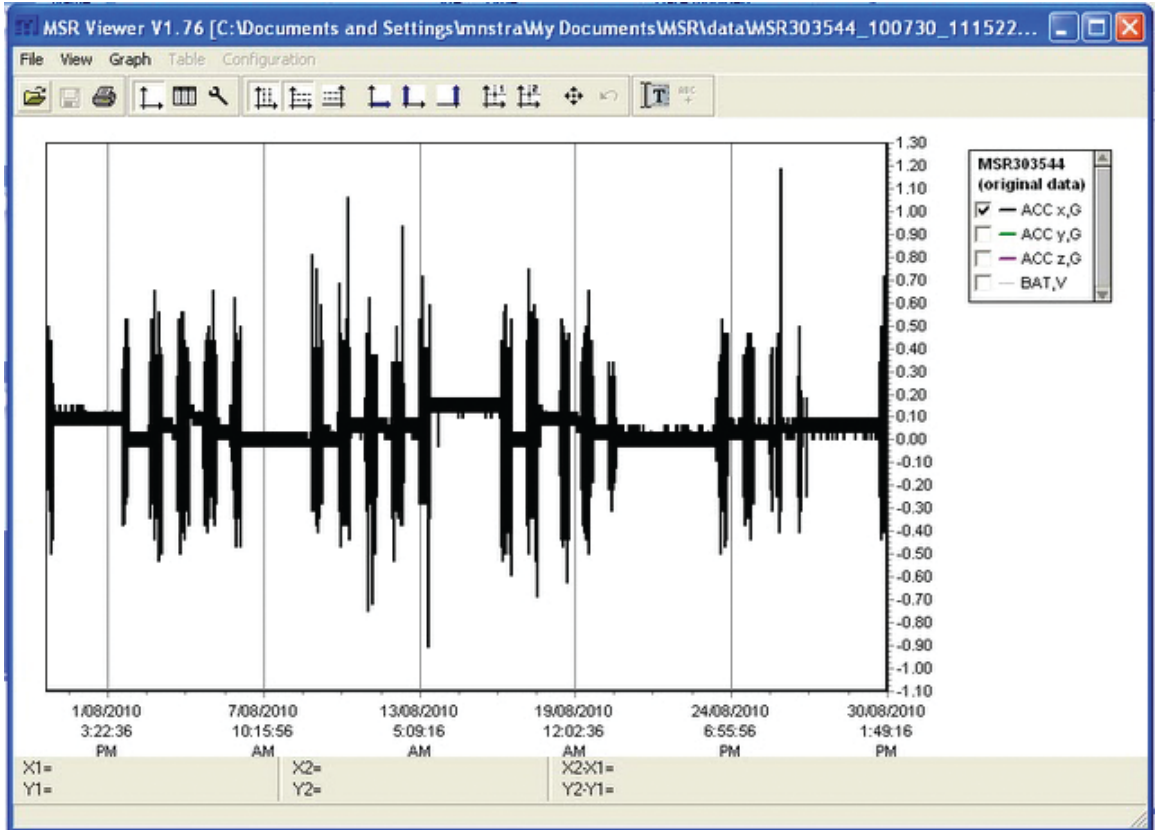 MSR Viewer V1.76 [C:\Documents and Settings\mnstra\My Documents\MSR\data\MSR303544_100730_111522...
File View Graph Table Configuration
1.30
1.20
1.10
1.00
0.90
0.80
0.70
0.60
0.50
0.40
0.30
0.20
0.10
0.00
-0.10
-0.20
-0.30
-0.40
-0.50
-0.60
-0.70
-0.80
-0.90
-1.00
-1.10
MSR303544
(original data)
ACC x,G
ACC y,G
ACC z,G
BAT,V
1/08/2010 7/08/2010 13/08/2010 19/08/2010 24/08/2010 30/08/2010
3:22:36 10:15:56 5:09:16 12:02:36 6:55:56 1:49:16
PM AM AM AM PM PM
X1= X2= X2-X1=
Y1= Y2= Y2-Y1=